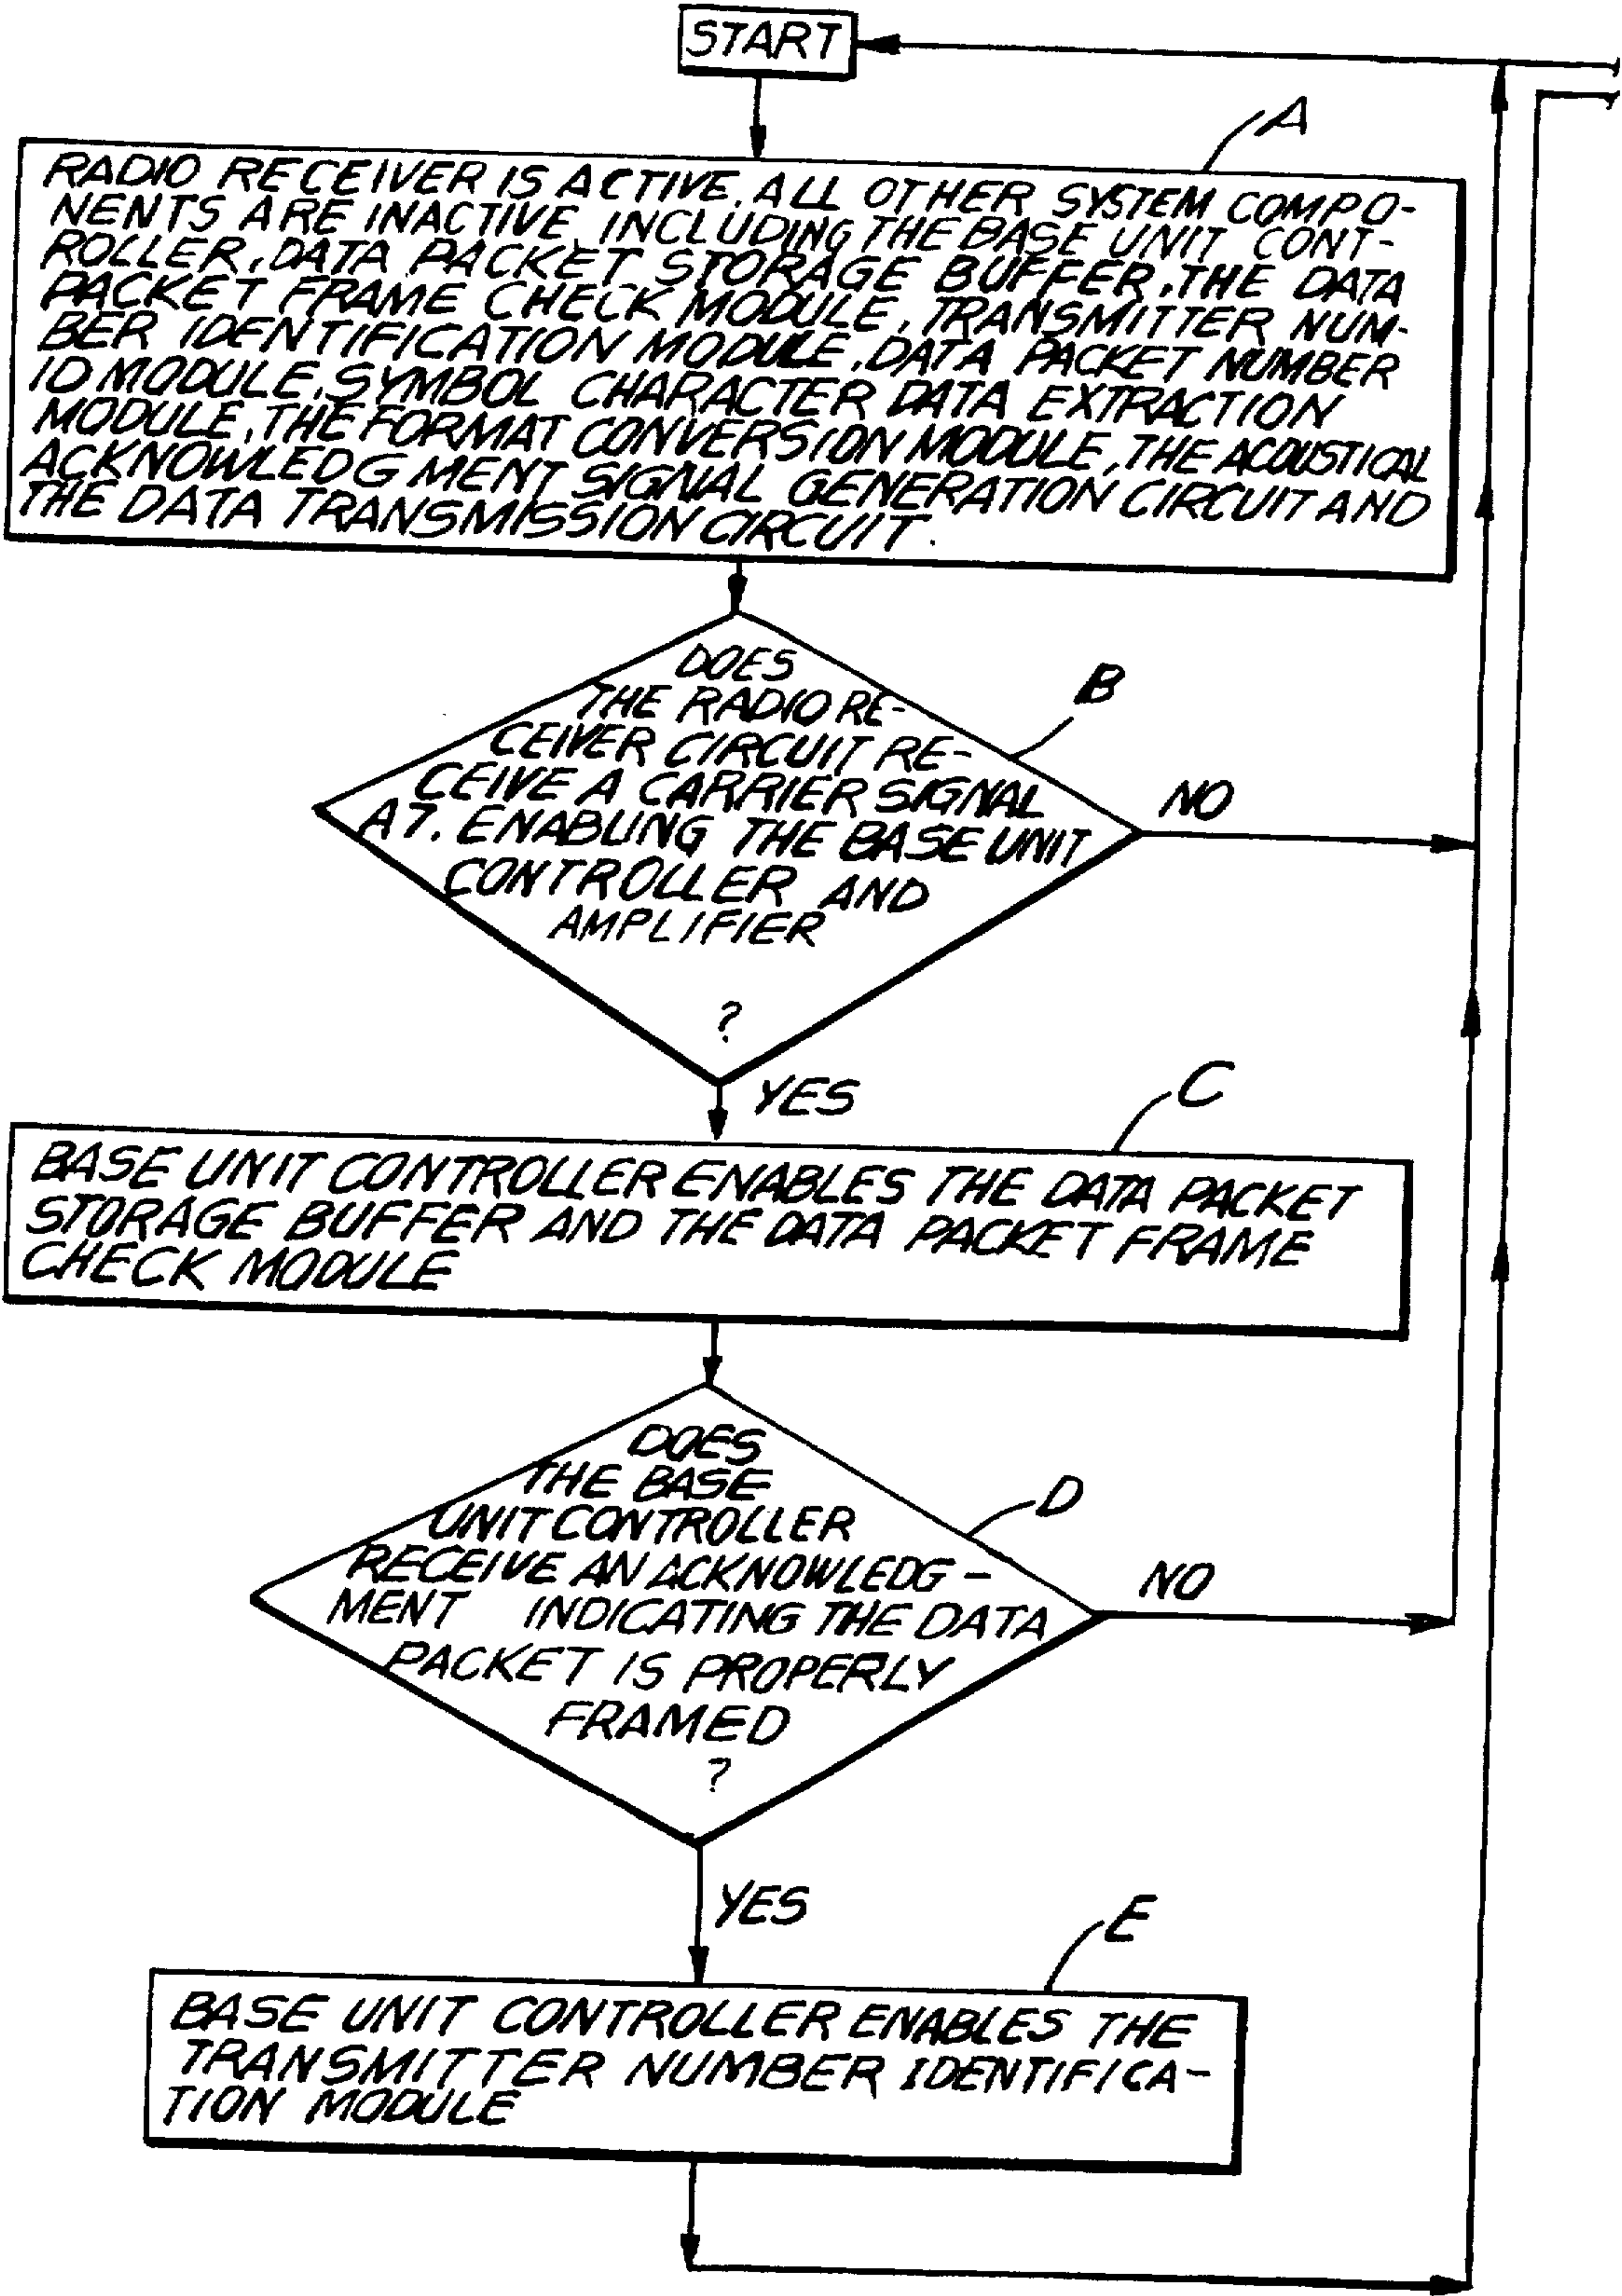 START
A
RADIO RECEIVER IS ACTIVE. ALL OTHER SYSTEM COMPO-
NENTS ARE INACTIVE, INCLUDING THE BASE UNIT CONT-
ROLLER, DATA PACKET STORAGE BUFFER, THE DATA
PACKET FRAME CHECK MODULE, TRANSMITTER NUM-
BER IDENTIFICATION MODULE, DATA PACKET NUMBER
ID MODULE, SYMBOL CHARACTER DATA EXTRACTION
MODULE, THE FORMAT CONVERSION MODULE, THE ACOUSTICAL
ACKNOWLEDGMENT SIGNAL GENERATION CIRCUIT AND
THE DATA TRANSMISSION CIRCUIT.
B
DOES
THE RADIO RE-
CEIVER CIRCUIT RE-
CEIVE A CARRIER SIGNAL
AT. ENABLING THE BASE UNIT
CONTROLLER AND
AMPLIFIER
?
NO
YES
C
BASE UNIT CONTROLLER ENABLES THE DATA PACKET
STORAGE BUFFER AND THE DATA PACKET FRAME
CHECK MODULE
D
DOES
THE BASE
UNIT CONTROLLER
RECEIVE AN ACKNOWLEDG-
MENT INDICATING THE DATA
PACKET IS PROPERLY
FRAMED
?
NO
YES
E
BASE UNIT CONTROLLER ENABLES THE
TRANSMITTER NUMBER IDENTIFICA-
TION MODULE